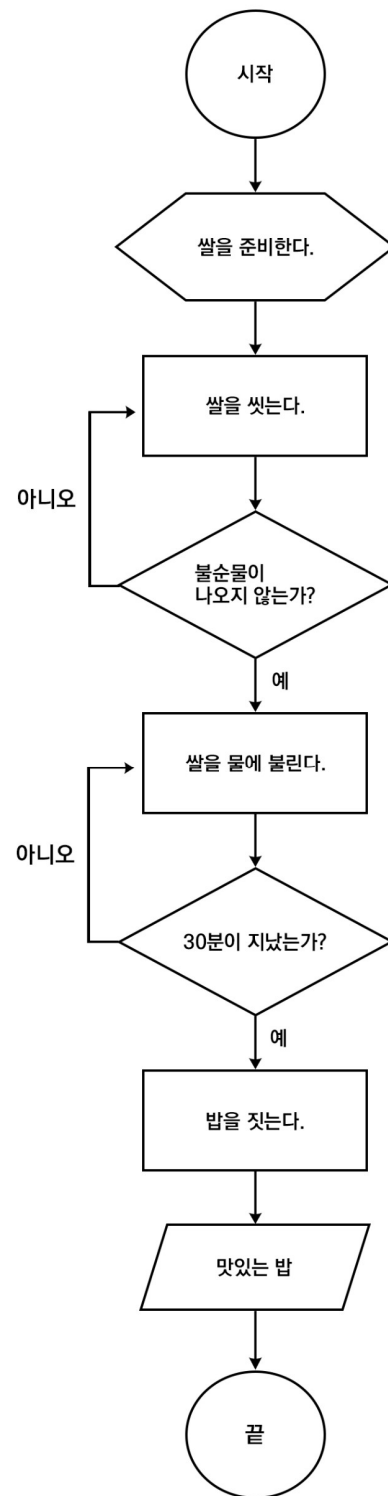 시작
쌀을 준비한다.
쌀을 씻는다.
아니오
불순물이
나오지 않는가?
예
쌀을 물에 불린다.
아니오
30분이 지났는가?
예
밥을 짓는다.
맛있는 밥
끝